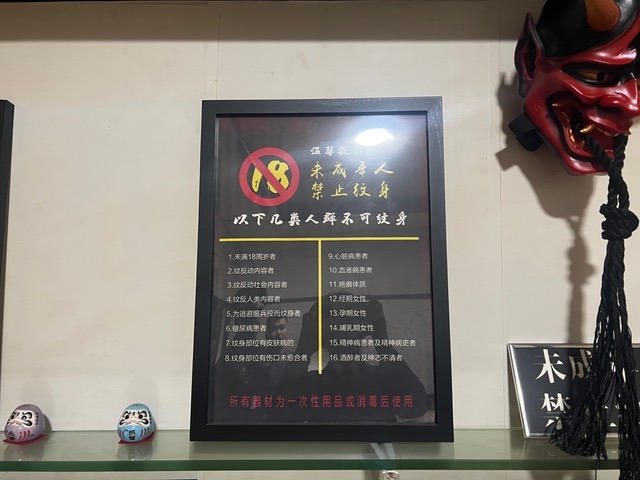 18
温馨提
未成年人
禁止纹身
以下几类人群不可纹身
1.未满18周岁者
2.纹反动内容者
3.纹反动社会内容者
4.纹反人类内容者
5.为逃避服兵役而纹身者
6.糖尿病患者
7.纹身部位有皮肤病的
8.纹身部位有伤口未愈合者
9.心脏病患者
10.血液病患者
11.疤痕体质
12.经期女性
13.孕期女性
14.哺乳期女性
15.精神病患者及精神病史者
16.酒醉者及神志不清者
所有器材为一次性用品或消毒后使用
未成
禁